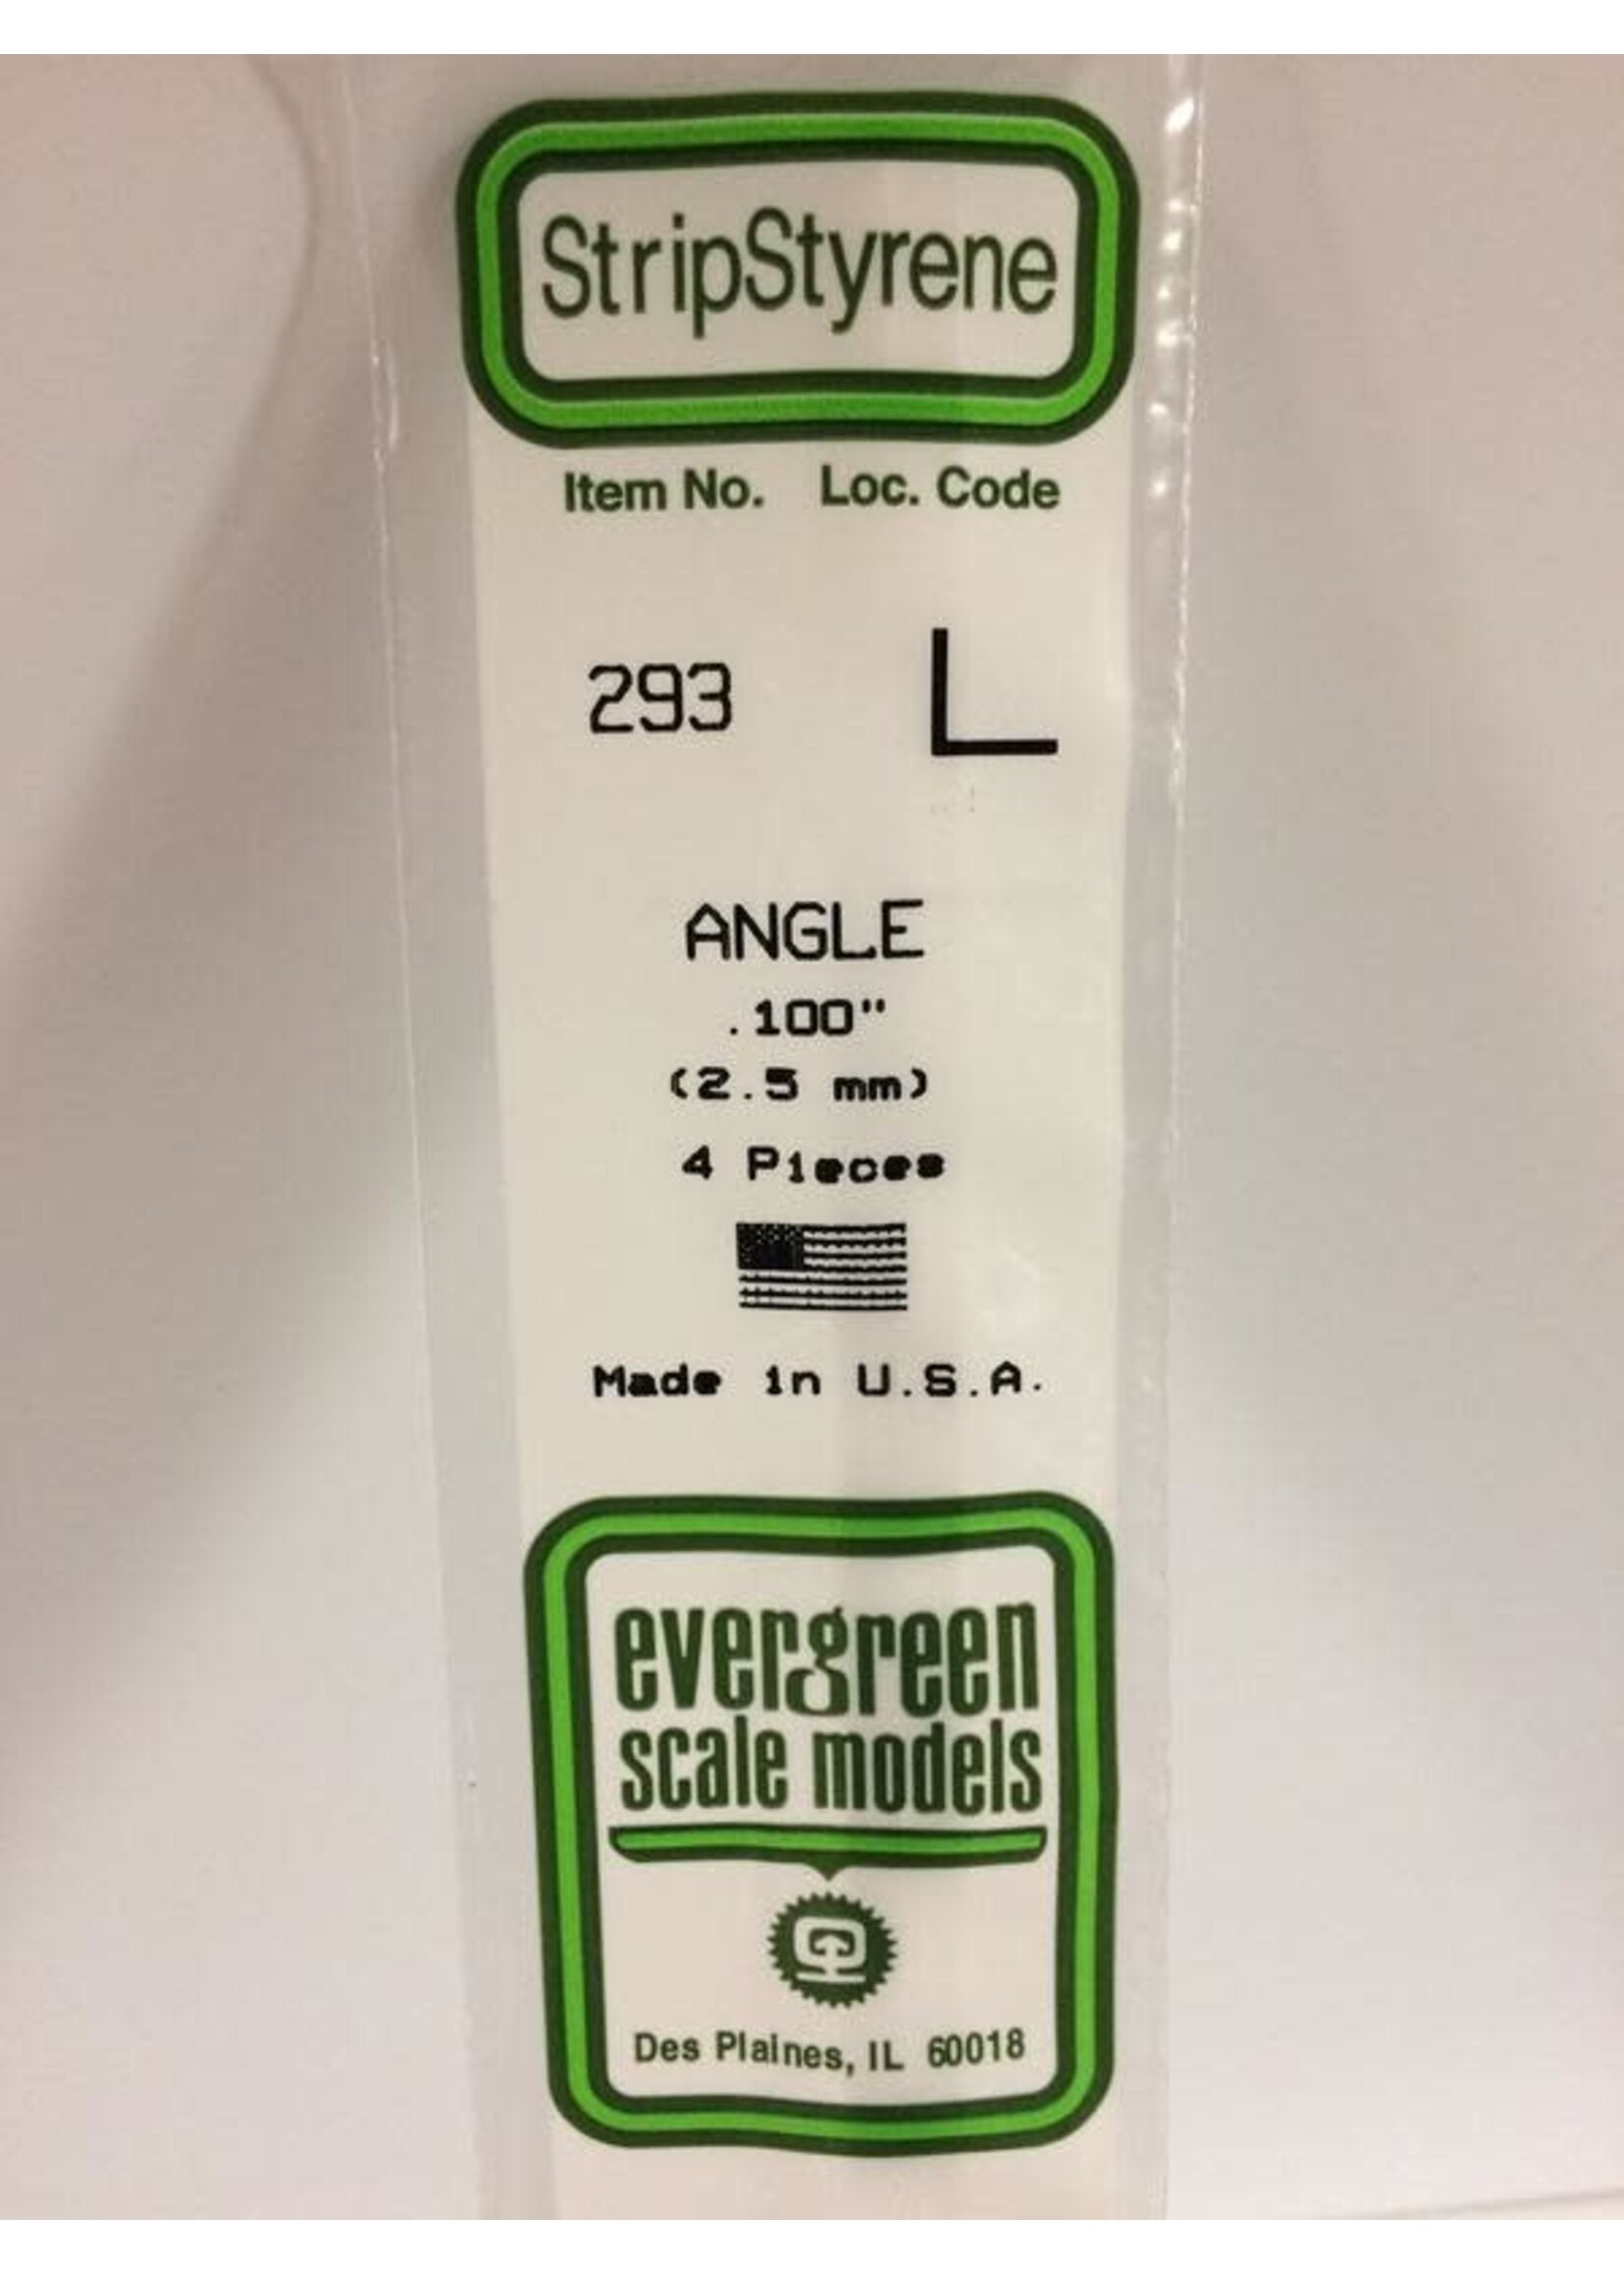 StripStyrene
Item No. Loc. Code
293 L
ANGLE
.100"
(2.5 mm)
4 Pieces
Made in U.S.A.
evergreen
scale models
Des Plaines, IL 60018